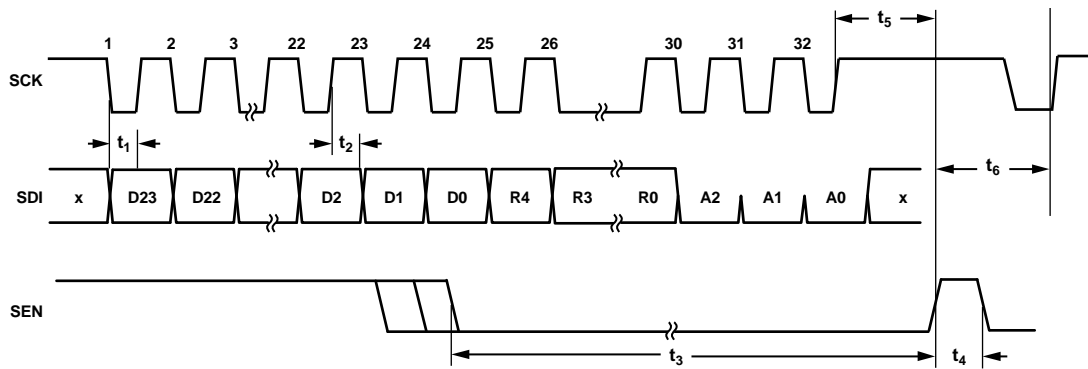 t5
1 2 3 22 23 24 25 26 30 31 32
SCK
t1 t2
t6
SDI x D23 D22 D2 D1 D0 R4 R3 R0 A2 A1 A0 x
SEN
t3 t4